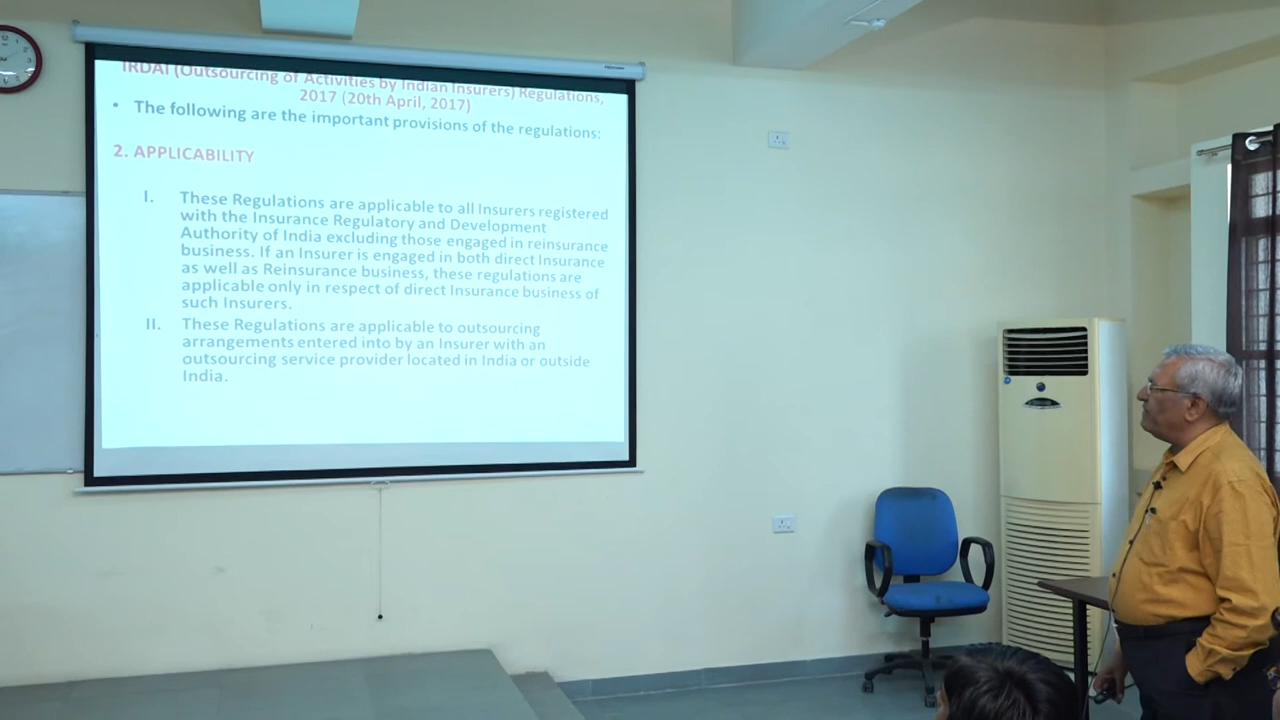 IRDAI (Outsourcing of Activities by Indian Insurers) Regulations,
2017 (20th April, 2017)
• The following are the important provisions of the regulations:
2. APPLICABILITY
I. These Regulations are applicable to all Insurers registered
with the Insurance Regulatory and Development
Authority of India excluding those engaged in reinsurance
business. If an Insurer is engaged in both direct Insurance
as well as Reinsurance business, these regulations are
applicable only in respect of direct Insurance business of
such Insurers.
II. These Regulations are applicable to outsourcing
arrangements entered into by an Insurer with an
outsourcing service provider located in India or outside
India.